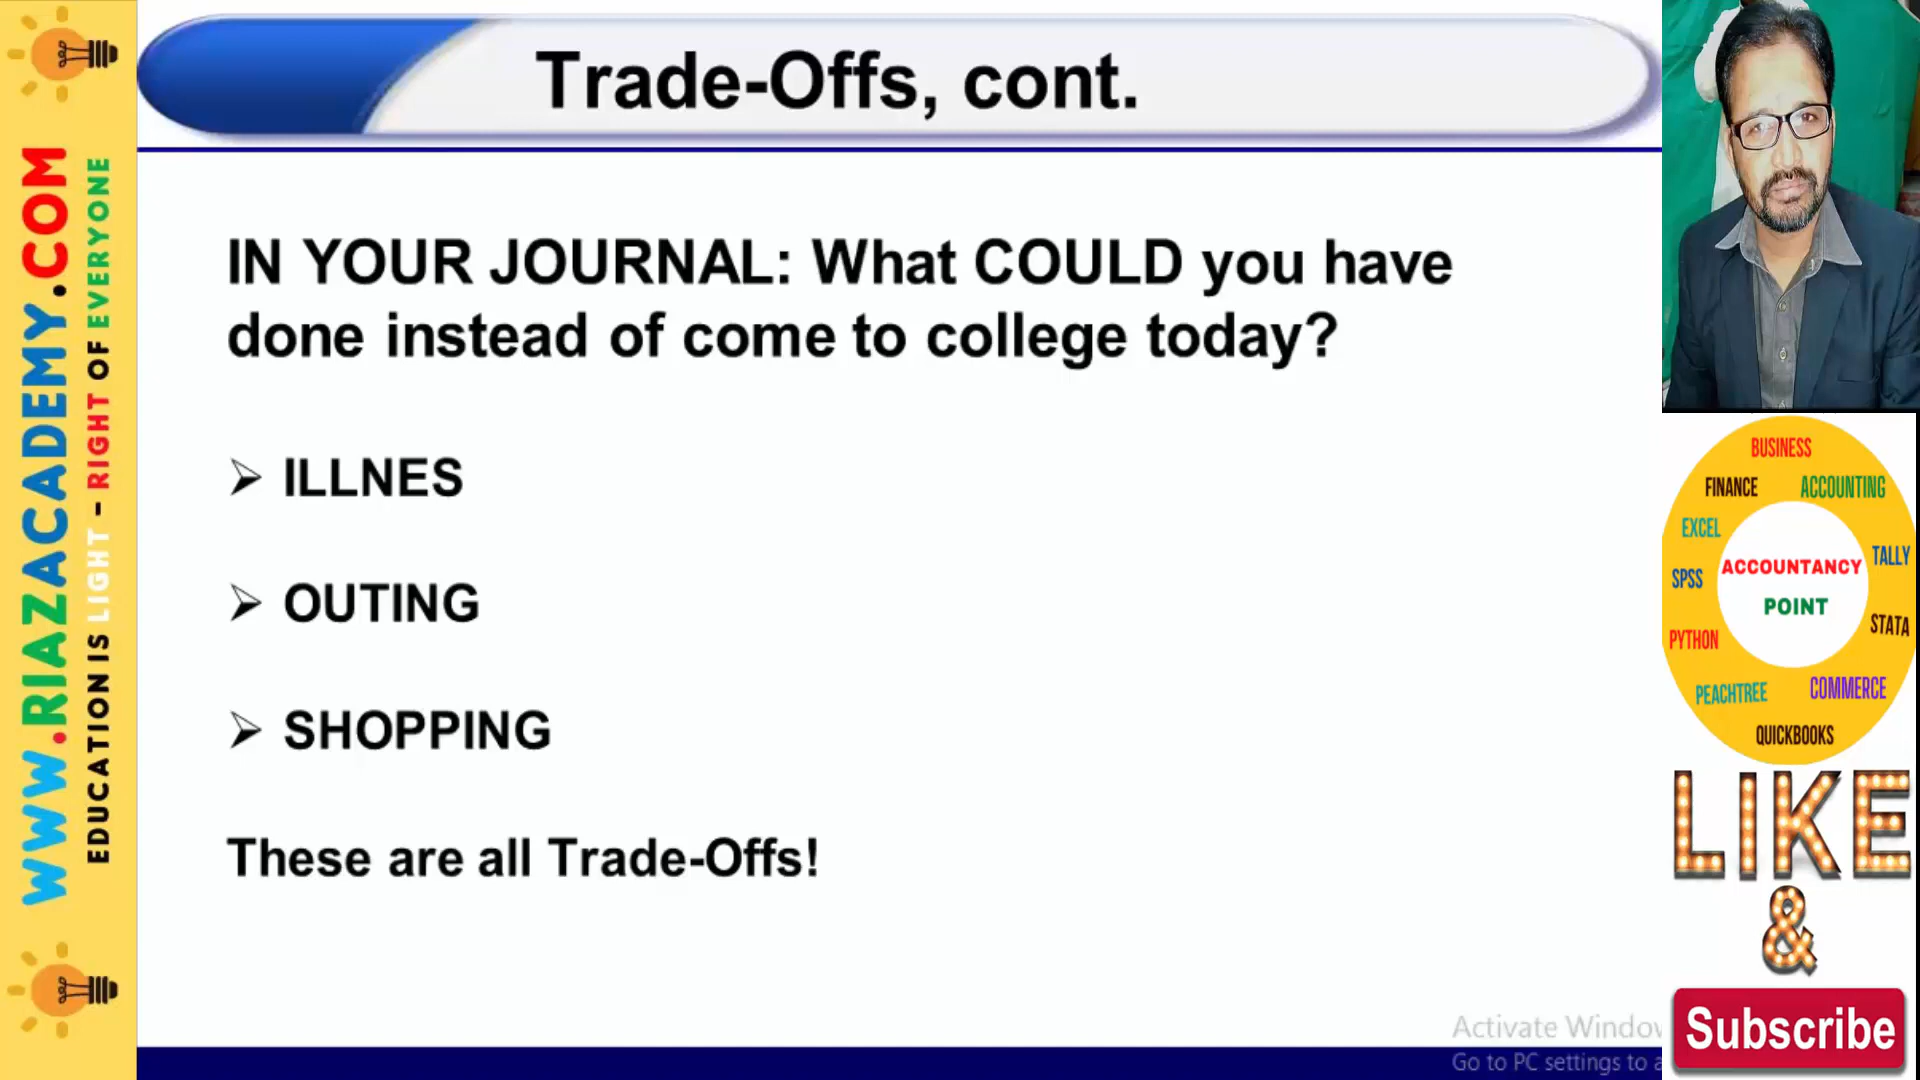 WWW.RIAZACADEMY.COM
EDUCATION IS LIGHT - RIGHT OF EVERYONE
Trade-Offs, cont.
IN YOUR JOURNAL: What COULD you have
done instead of come to college today?
➢ ILLNES
➢ OUTING
➢ SHOPPING
These are all Trade-Offs!
BUSINESS
FINANCE
ACCOUNTING
EXCEL
TALLY
SPSS
ACCOUNTANCY
POINT
STATA
PYTHON
PEACHTREE
COMMERCE
QUICKBOOKS
LIKE
&
Subscribe
Activate Window
Go to PC settings to a